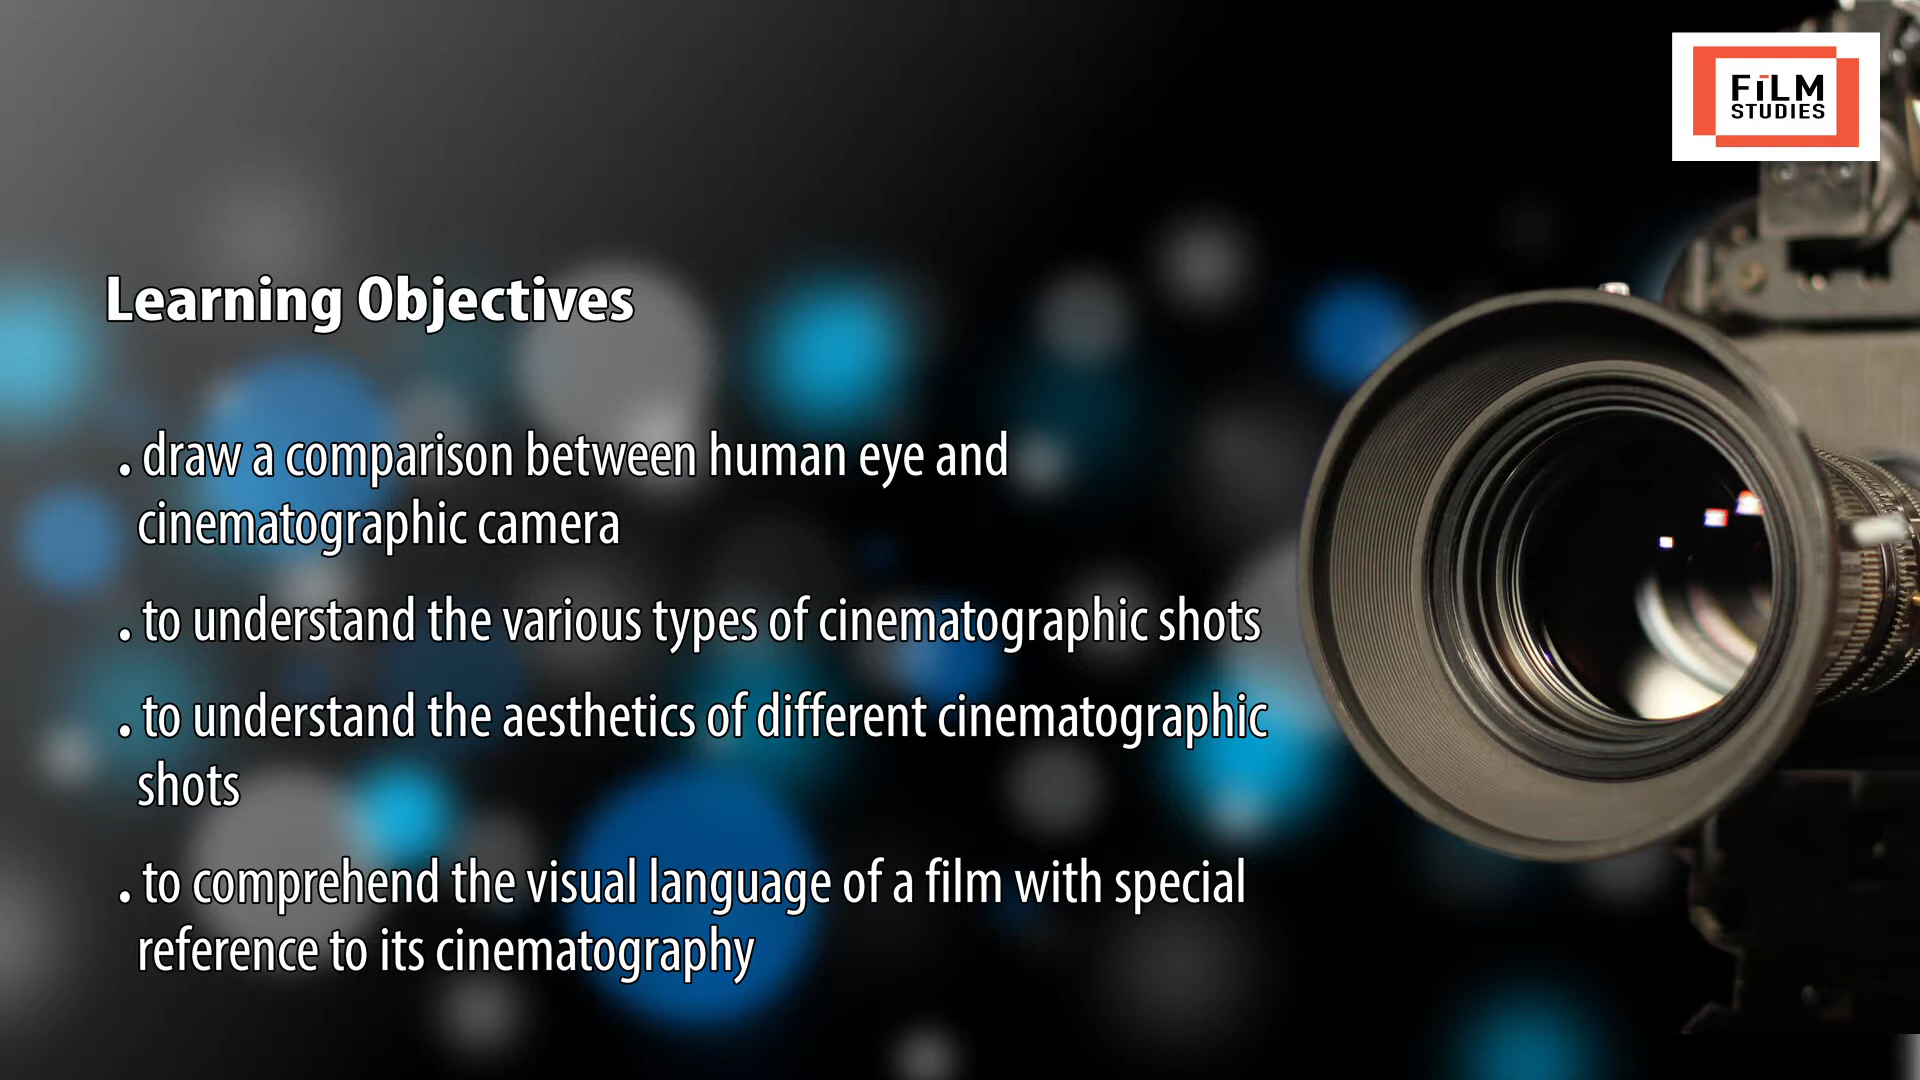 FiLM
STUDIES
Learning Objectives
. draw a comparison between human eye and
cinematographic camera
. to understand the various types of cinematographic shots
. to understand the aesthetics of different cinematographic
shots
. to comprehend the visual language of a film with special
reference to its cinematography